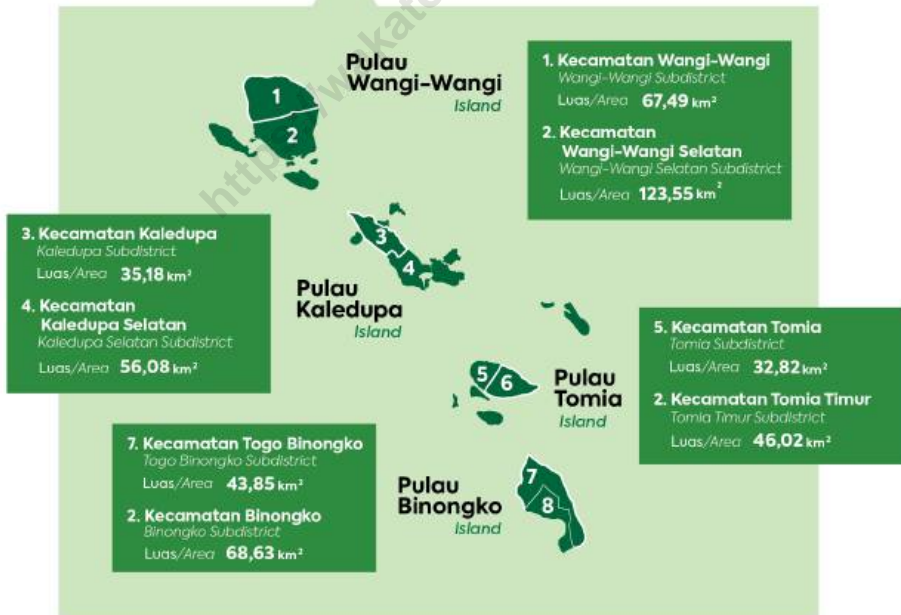 Pulau
Wangi-Wangi
Island
1. Kecamatan Wangi-Wangi
Wangi-Wangi Subdistrict
Luas/Area 67,49 km²
2. Kecamatan
Wangi-Wangi Selatan
Wangi-Wangi Selatan Subdistrict
Luas/Area 123,55 km²
1
2
3. Kecamatan Kaledupa
Kaledupa Subdistrict
Luas/Area 35,18 km²
4. Kecamatan
Kaledupa Selatan
Kaledupa Selatan Subdistrict
Luas/Area 56,08 km²
3
4
Pulau
Kaledupa
Island
5. Kecamatan Tomia
Tomia Subdistrict
Luas/Area 32,82 km²
2. Kecamatan Tomia Timur
Tomia Timur Subdistrict
Luas/Area 46,02 km²
5
6
Pulau
Tomia
Island
7. Kecamatan Togo Binongko
Togo Binongko Subdistrict
Luas/Area 43,85 km²
2. Kecamatan Binongko
Binongko Subdistrict
Luas/Area 68,63 km²
Pulau
Binongko
Island
7
8